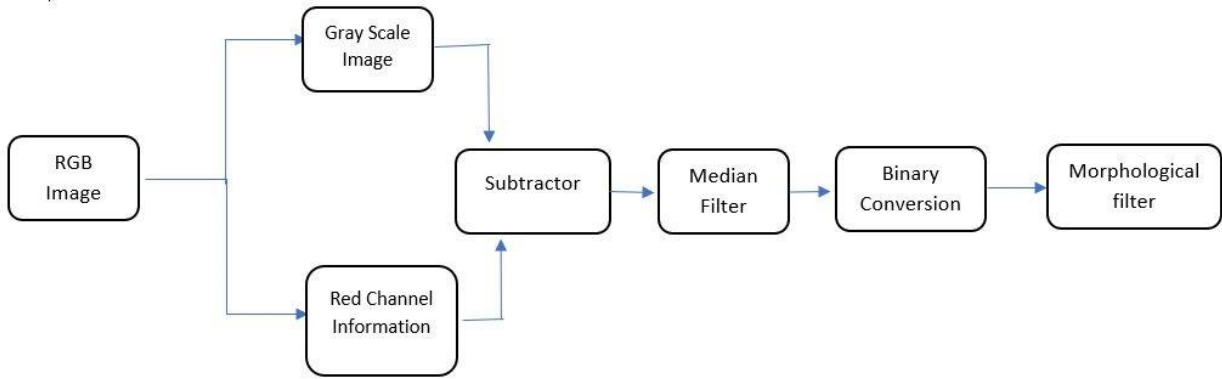 Gray Scale
Image
RGB
Image
Subtractor
Median
Filter
Binary
Conversion
Morphological
filter
Red Channel
Information